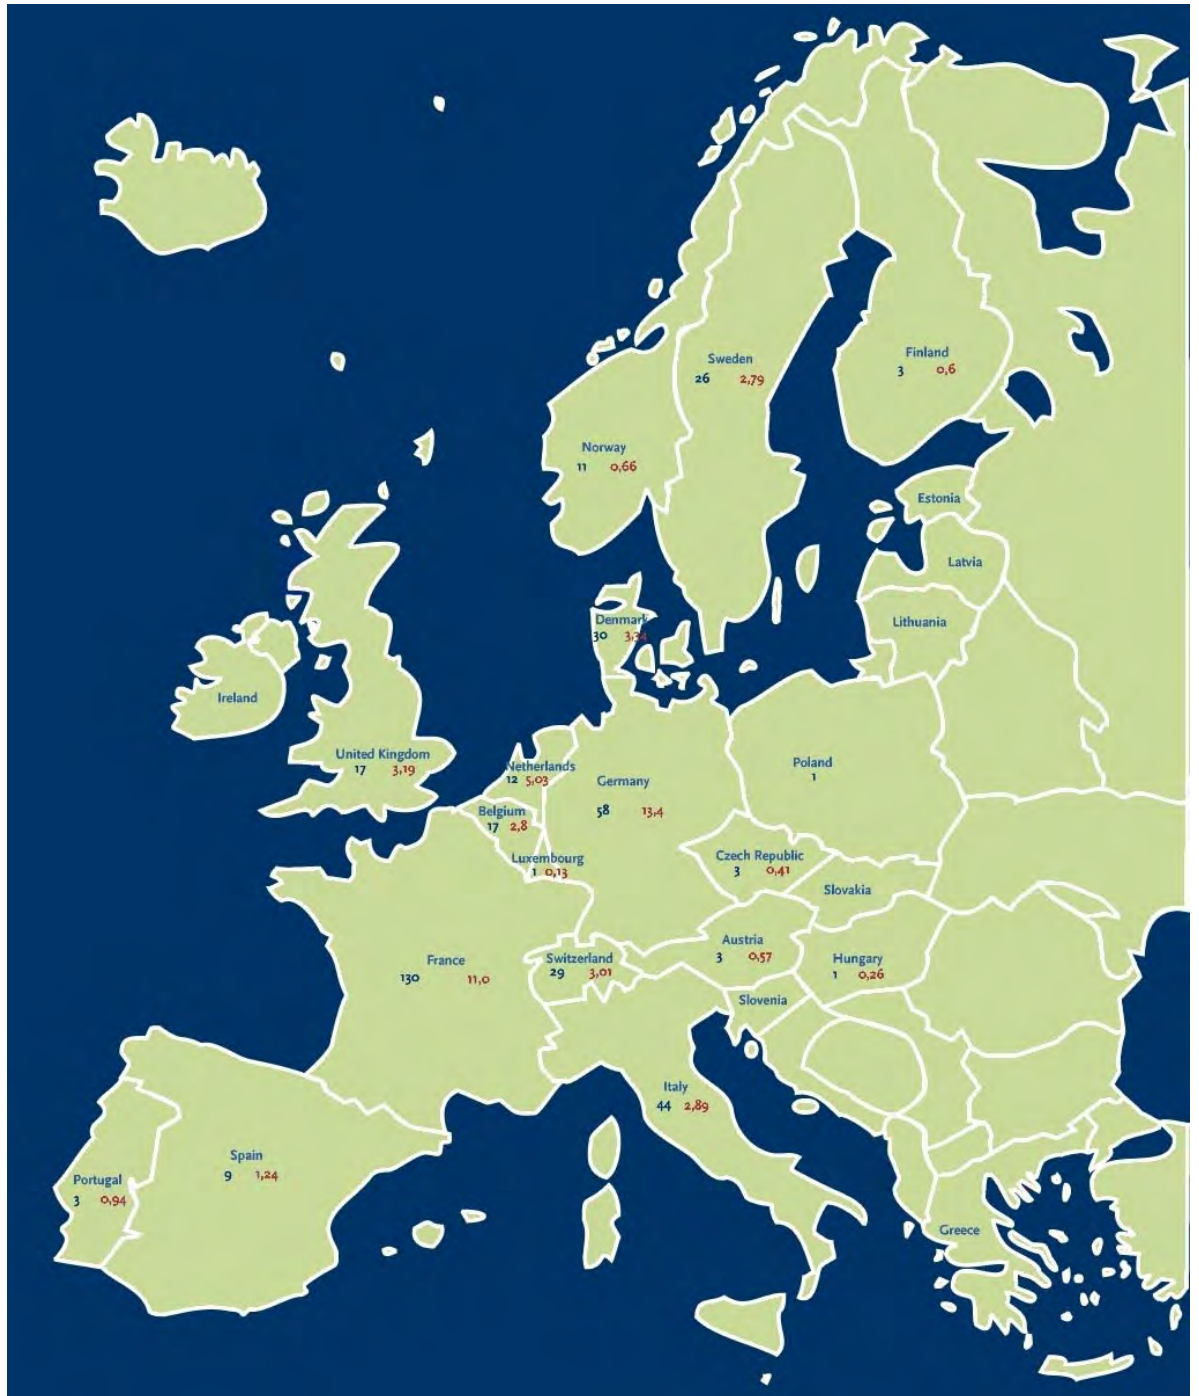 Sweden
26 2,79
Finland
3 0,6
Norway
11 0,66
Estonia
Latvia
Lithuania
Denmark
30 3,34
Ireland
United Kingdom
17 3,19
Netherlands
12 5,03
Germany
58 13,4
Poland
1
Belgium
17 2,8
Luxembourg
1 0,13
Czech Republic
3 0,41
Slovakia
Austria
3 0,57
France
130 11,0
Switzerland
29 3,01
Hungary
1 0,26
Slovenia
Italy
44 2,89
Spain
9 1,24
Portugal
3 0,94
Greece